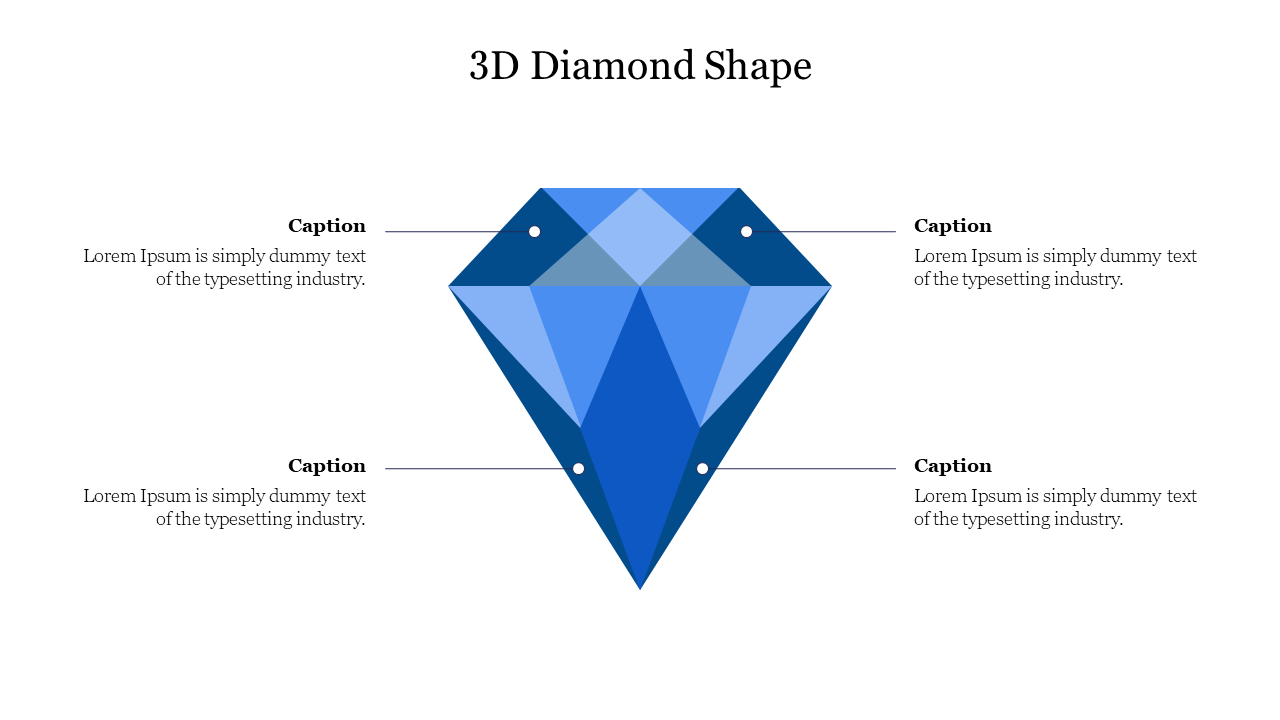 3D Diamond Shape
Caption
Lorem Ipsum is simply dummy text
of the typesetting industry.
Caption
Lorem Ipsum is simply dummy text
of the typesetting industry.
Caption
Lorem Ipsum is simply dummy text
of the typesetting industry.
Caption
Lorem Ipsum is simply dummy text
of the typesetting industry.